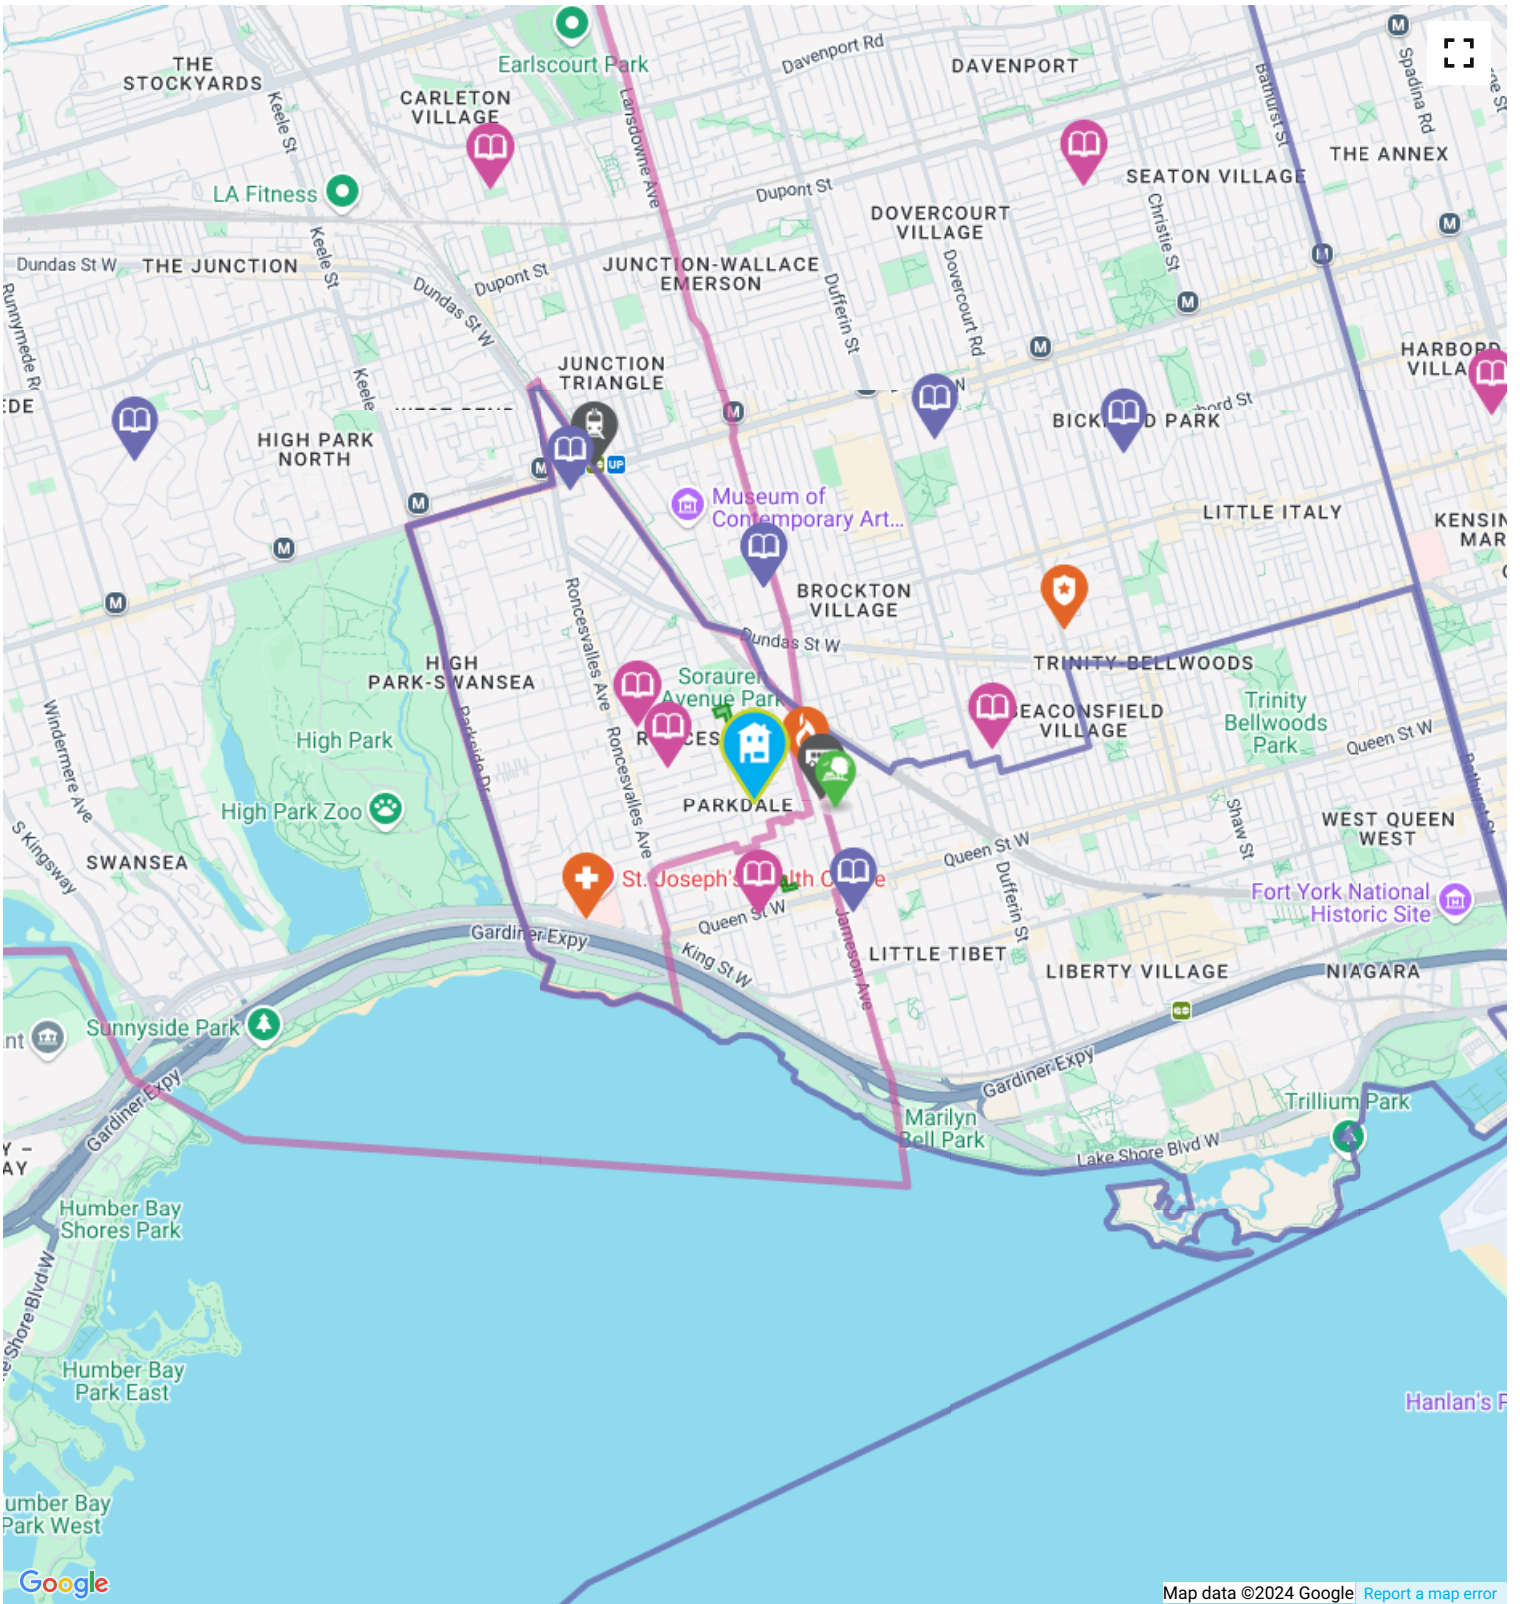 Earlscourt Park
Davenport Rd
DAVENPORT
Bathurst St
Spadina Rd
THE
STOCKYARDS
CARLETON
VILLAGE
Keele St
Lansdowne Ave
THE ANNEX
SEATON VILLAGE
LA Fitness
Dupont St
DOVERCOURT
VILLAGE
Christie St
Keele St
Dundas St W
THE JUNCTION
Dupont St
JUNCTION-WALLACE
EMERSON
Dundas St W
Dufferin St
Dovercourt Rd
JUNCTION
TRIANGLE
HIGH PARK
NORTH
UP
LITTLE ITALY
Museum of
Contemporary Art...
BROCKTON
VILLAGE
Roncesvalles Ave
Dundas St W
TRINITY-BELLWOODS
HIGH
PARK-SWANSEA
Sorauren
Avenue Park
Trinity
Bellwoods
Park
VILLAGE
Windermere Ave
High Park
Parkside Dr
Roncesvalles Ave
Queen St W
Bathurst St
High Park Zoo
PARKDALE
S Kingsway
SWANSEA
Shaw St
WEST QUEEN
WEST
Queen St W
Dufferin St
Fort York National
Historic Site
Queen St W
Gardiner Expy
King St W
Jameson Ave
LITTLE TIBET
LIBERTY VILLAGE
NIAGARA
Sunnyside Park
Gardiner Expy
Gardiner Expy
Trillium Park
Marilyn
Bell Park
Lake Shore Blvd W
Humber Bay
Shores Park
Humber Bay
Park East
Hanlan's P
umber Bay
Park West
Google
Map data ©2024 Google
Report a map error